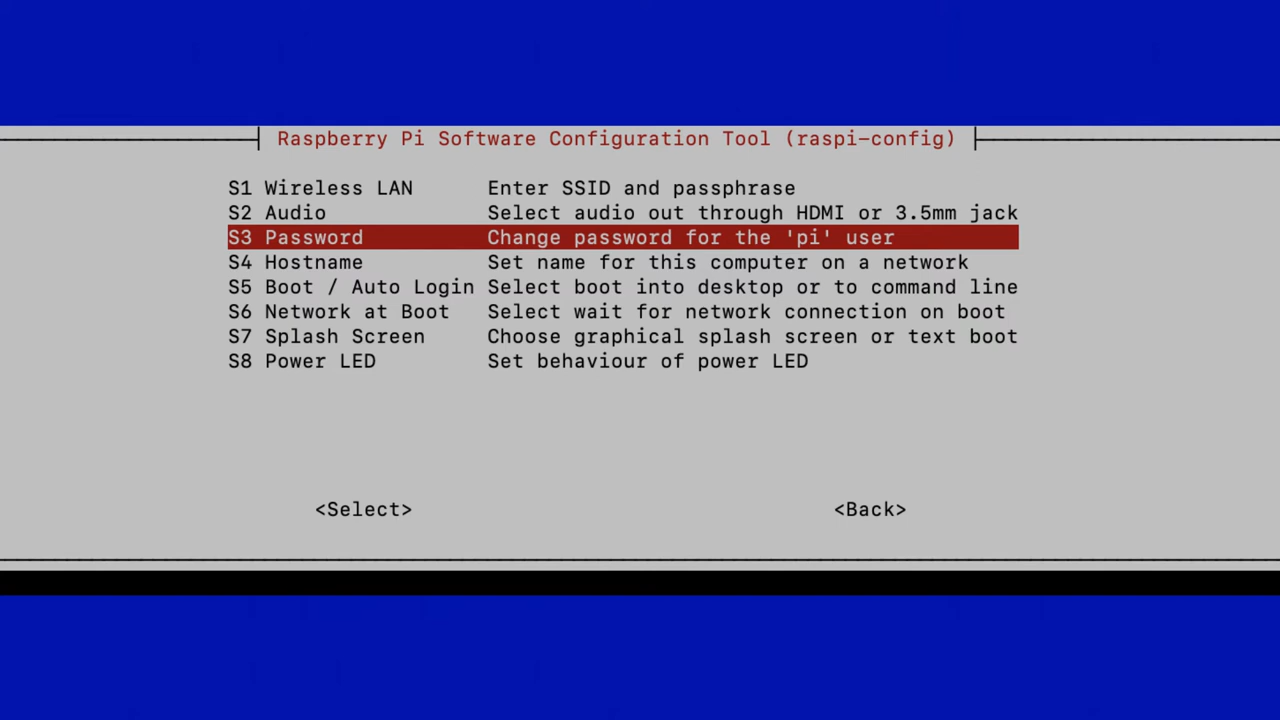 Raspberry Pi Software Configuration Tool (raspi-config)
S1 Wireless LAN Enter SSID and passphrase
S2 Audio Select audio out through HDMI or 3.5mm jack
S3 Password Change password for the 'pi' user
S4 Hostname Set name for this computer on a network
S5 Boot / Auto Login Select boot into desktop or to command line
S6 Network at Boot Select wait for network connection on boot
S7 Splash Screen Choose graphical splash screen or text boot
S8 Power LED Set behaviour of power LED
<Select> <Back>